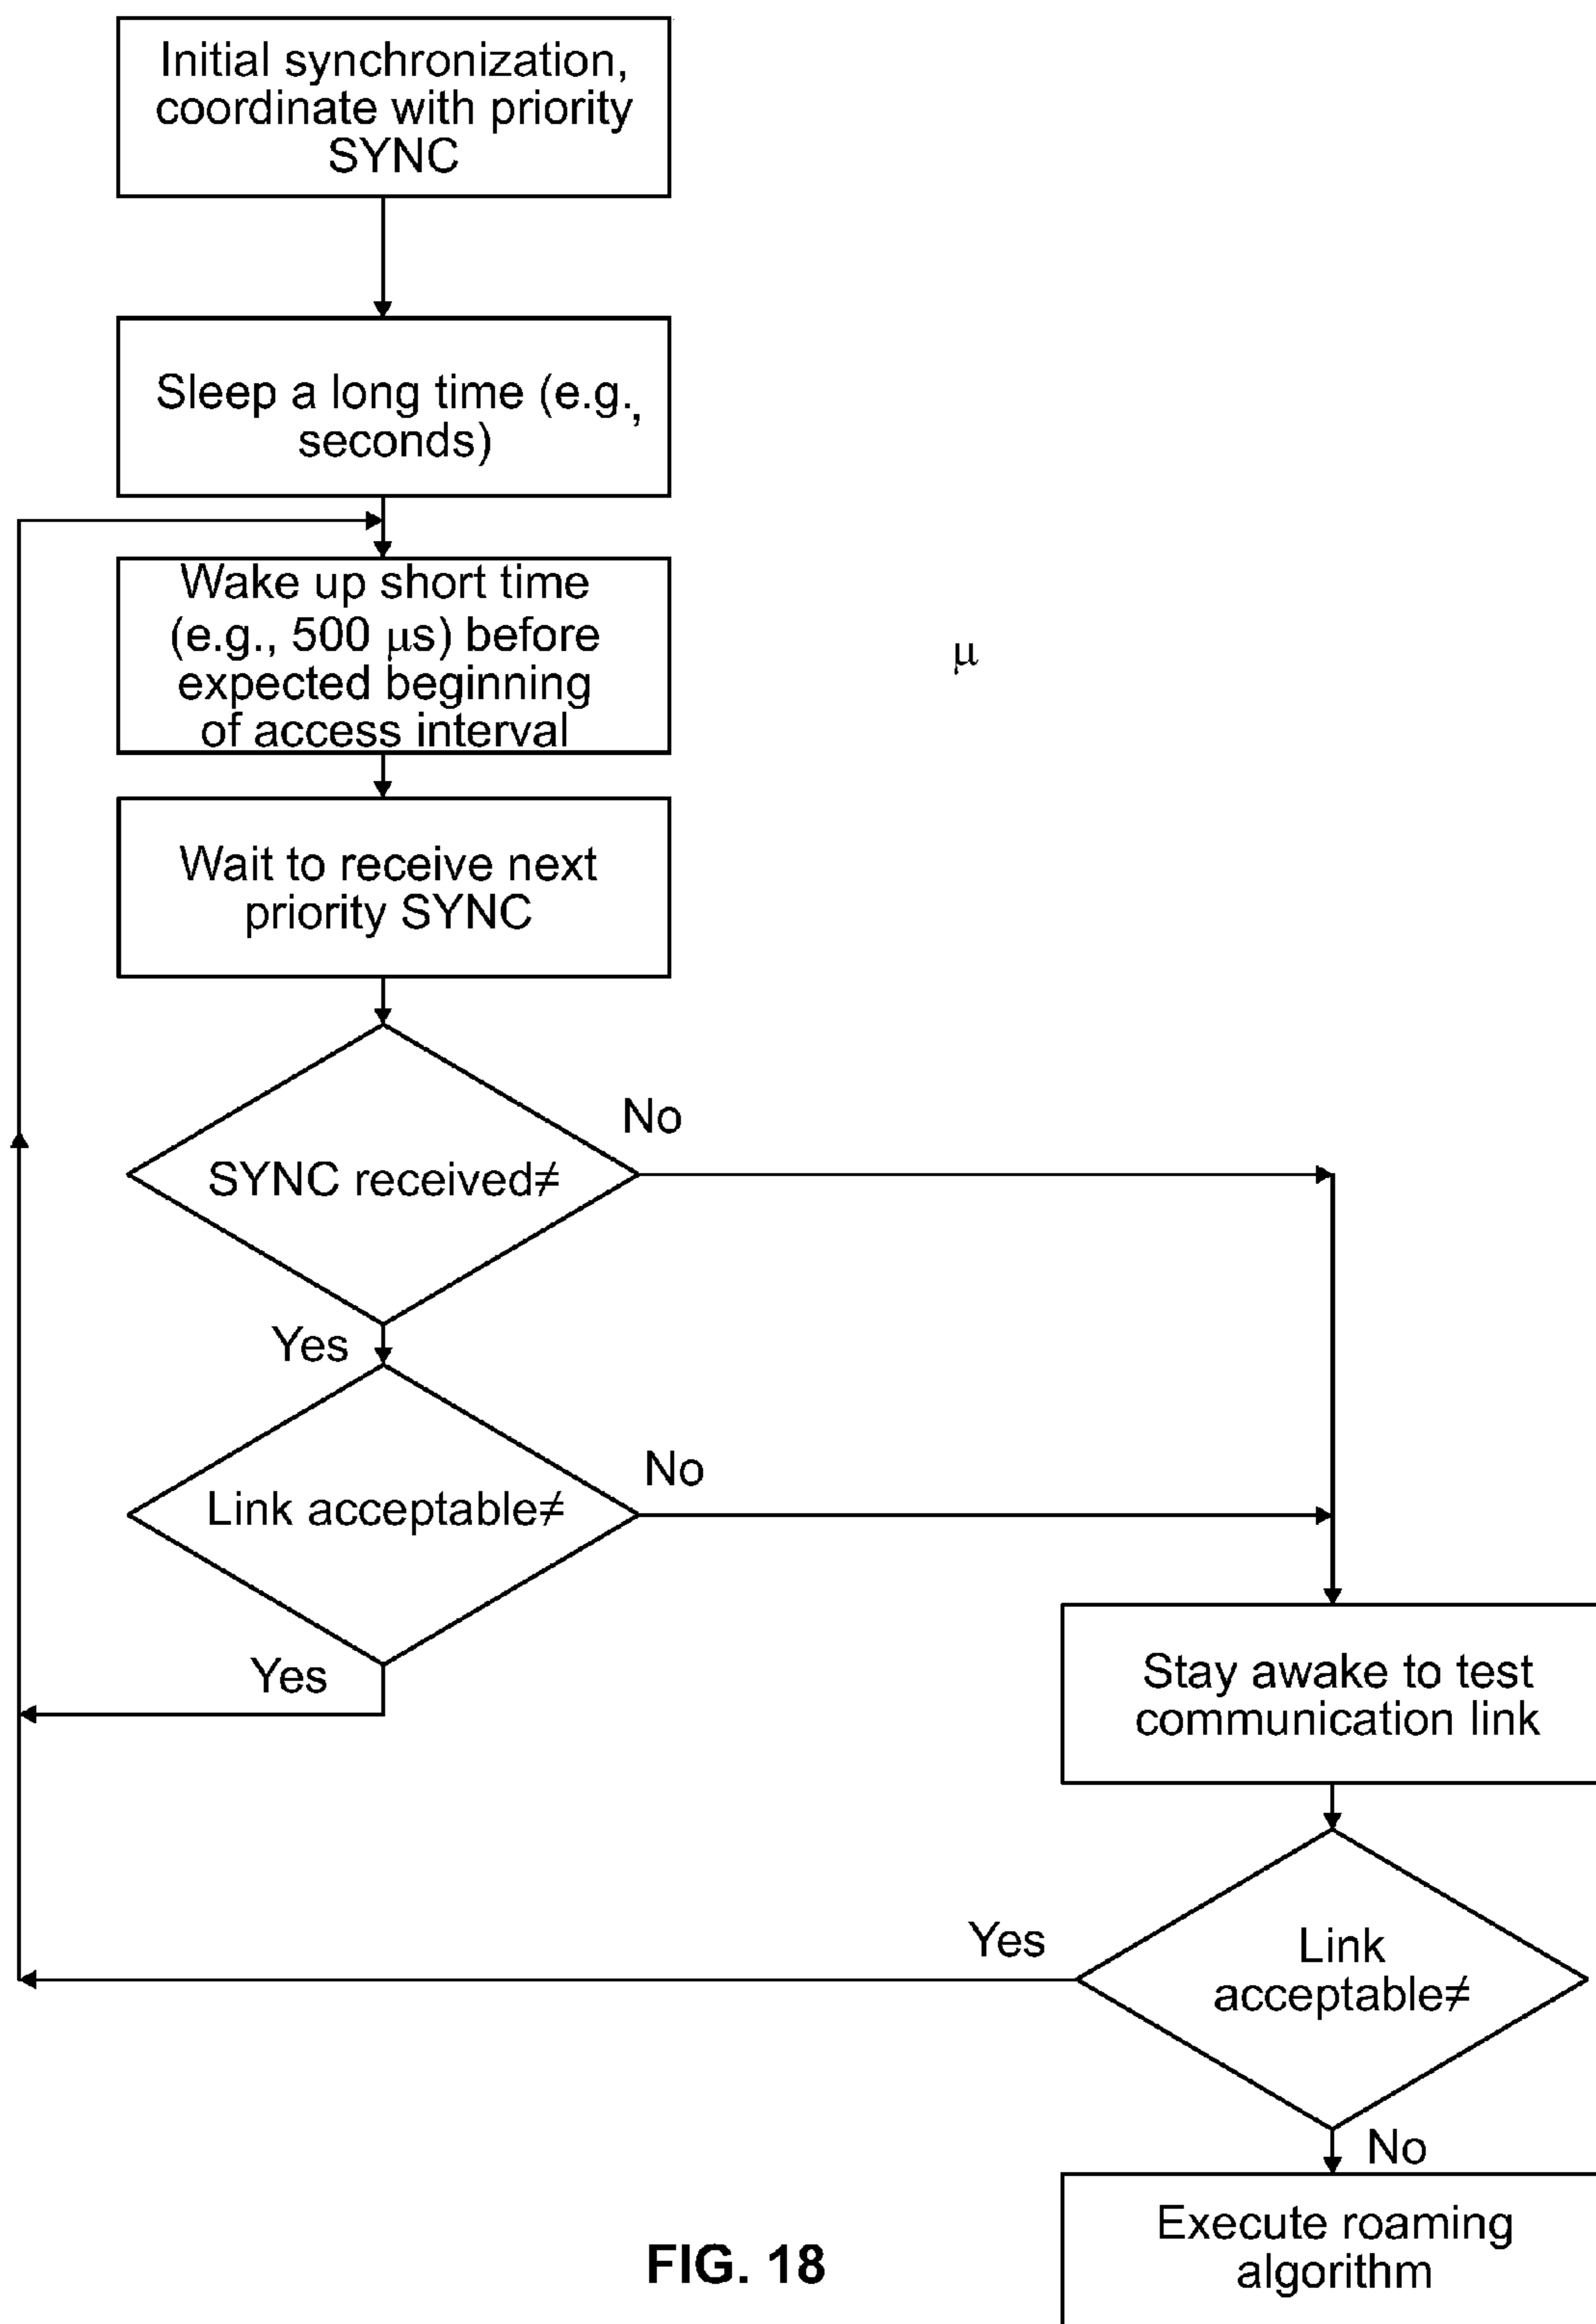 Initial synchronization,
coordinate with priority
SYNC
Sleep a long time (e.g.,
seconds)
Wake up short time
(e.g., 500 μs) before
expected beginning
of access interval
μ
Wait to receive next
priority SYNC
No
SYNC received≠
Yes
No
Link acceptable≠
Yes
Stay awake to test
communication link
Yes
Link
acceptable≠
No
Execute roaming
algorithm
FIG. 18